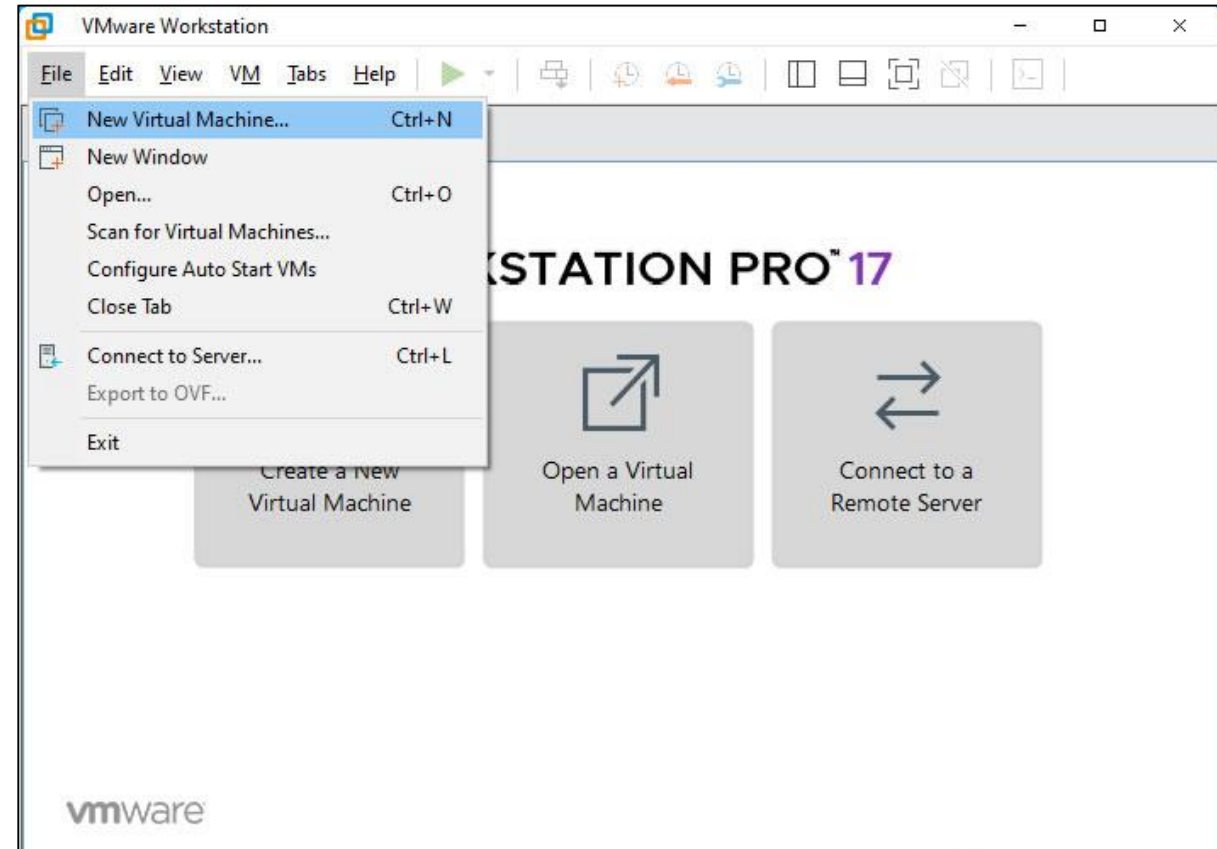 VMware Workstation
File Edit View VM Tabs Help
New Virtual Machine... Ctrl+N
New Window
Open... Ctrl+O
Scan for Virtual Machines...
Configure Auto Start VMs
Close Tab Ctrl+W
Connect to Server... Ctrl+L
Export to OVF...
Exit
STATION PRO™ 17
Create a New
Virtual Machine
Open a Virtual
Machine
Connect to a
Remote Server
vmware